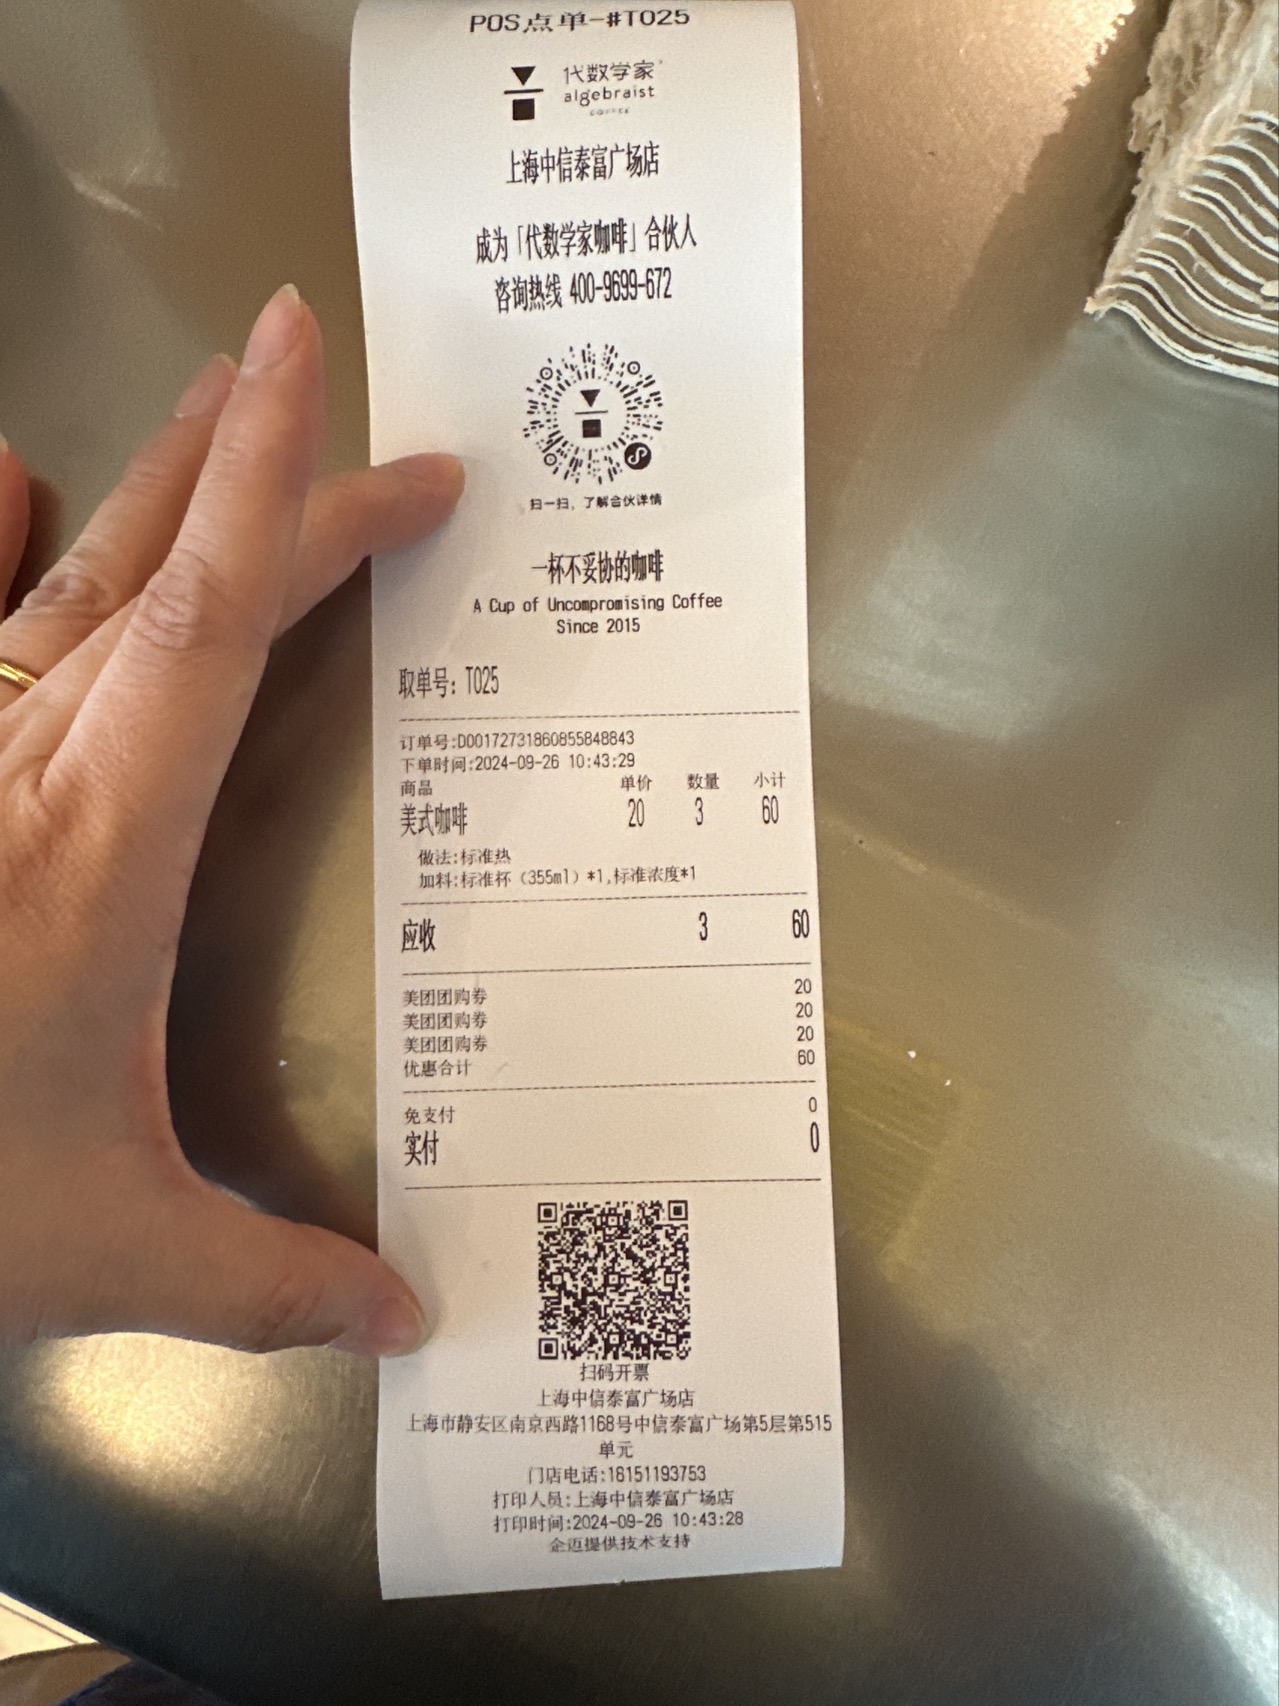 POS点单-#T025
代数学家
algebraist
COFFEE
上海中信泰富广场店
成为「代数学家咖啡」合伙人
咨询热线 400-9699-672
扫一扫，了解合伙详情
一杯不妥协的咖啡
A Cup of Uncompromising Coffee
Since 2015
取单号: T025
订单号:DO01727318608558488​43
下单时间:2024-09-26 10:43:29
商品 单价 数量 小计
美式咖啡 20 3 60
做法:标准热
加料:标准杯（355ml）*1,标准浓度*1
应收 3 60
美团团购券 20
美团团购券 20
美团团购券 20
优惠合计 60
免支付 0
实付 0
扫码开票
上海中信泰富广场店
上海市静安区南京西路1168号中信泰富广场第5层第515
单元
门店电话:18151193753
打印人员:上海中信泰富广场店
打印时间:2024-09-26 10:43:28
企迈提供技术支持